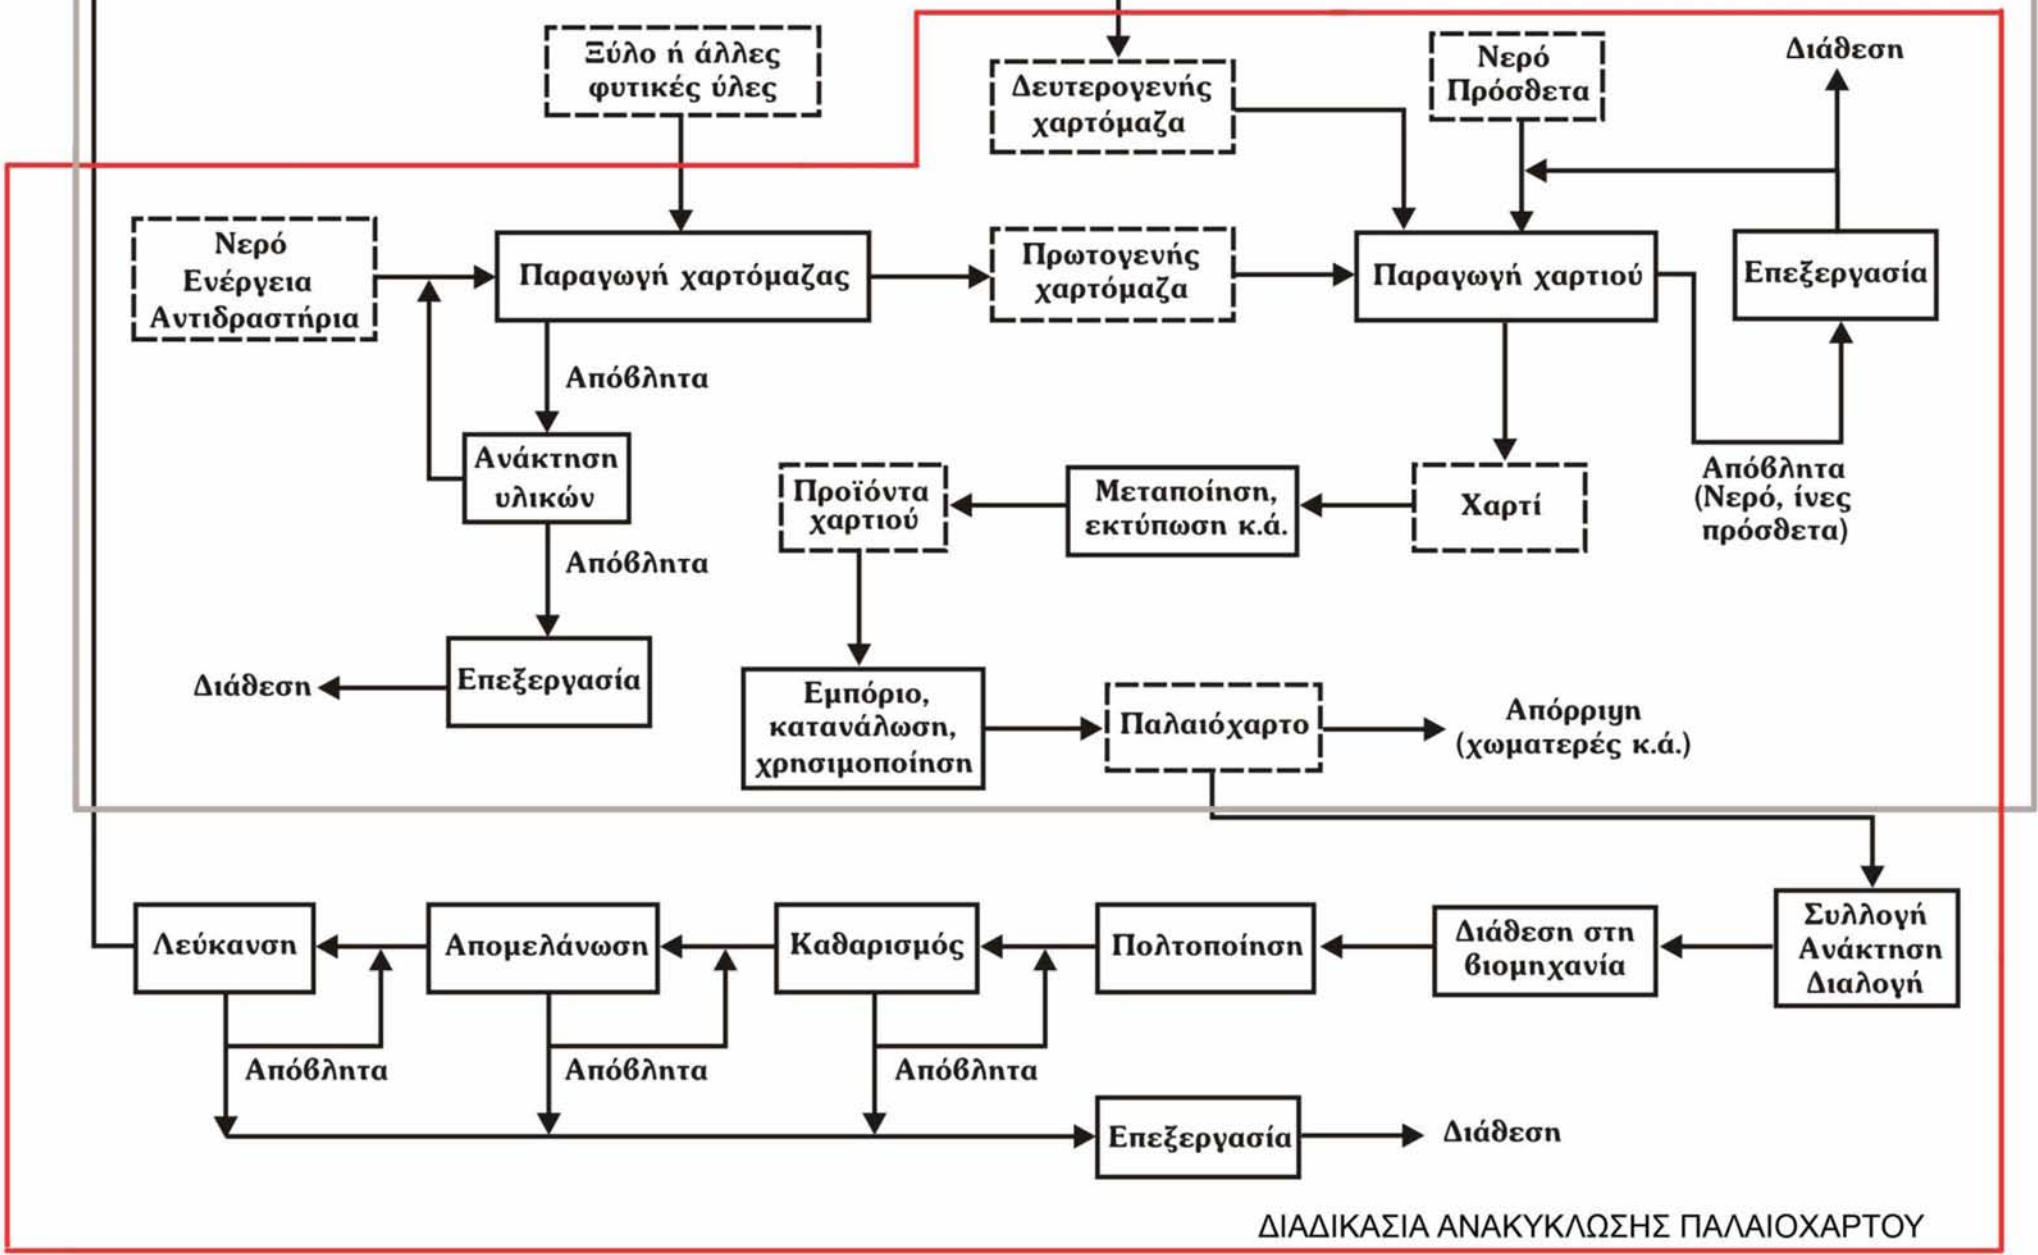 Ξύλο ή άλλες
φυτικές ύλες
Δευτερογενής
χαρτόμαζα
Νερό
Πρόσθετα
Διάθεση
Νερό
Ενέργεια
Αντιδραστήρια
Παραγωγή χαρτόμαζας
Πρωτογενής
χαρτόμαζα
Παραγωγή χαρτιού
Επεξεργασία
Απόβλητα
Ανάκτηση
υλικών
Προϊόντα
χαρτιού
Μεταποίηση,
εκτύπωση κ.ά.
Χαρτί
Απόβλητα
(Νερό, ίνες
πρόσθετα)
Απόβλητα
Διάθεση
Επεξεργασία
Εμπόριο,
κατανάλωση,
χρησιμοποίηση
Παλαιόχαρτο
Απόρριψη
(χωματερές κ.ά.)
Λεύκανση
Απομελάνωση
Καθαρισμός
Πολτοποίηση
Διάθεση στη
βιομηχανία
Συλλογή
Ανάκτηση
Διαλογή
Απόβλητα
Απόβλητα
Απόβλητα
Επεξεργασία
Διάθεση
ΔΙΑΔΙΚΑΣΙΑ ΑΝΑΚΥΚΛΩΣΗΣ ΠΑΛΑΙΟΧΑΡΤΟΥ